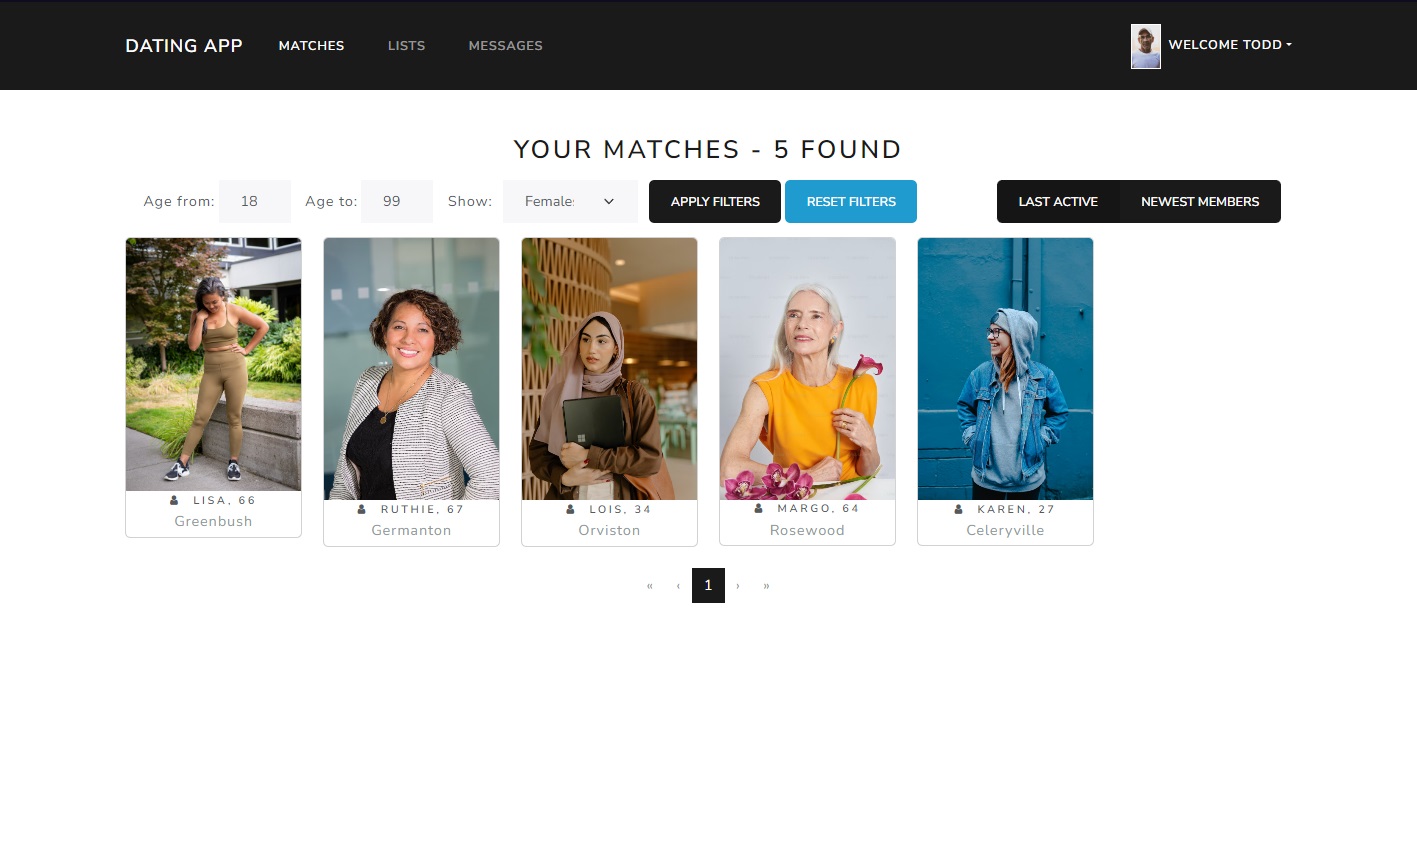 DATING APP MATCHES LISTS MESSAGES WELCOME TODD
YOUR MATCHES - 5 FOUND
Age from: 18 Age to: 99 Show: Females APPLY FILTERS RESET FILTERS LAST ACTIVE NEWEST MEMBERS
LISA, 66
Greenbush
RUTHIE, 67
Germanton
LOIS, 34
Orviston
MARGO, 64
Rosewood
KAREN, 27
Celeryville
« ‹ 1 › »